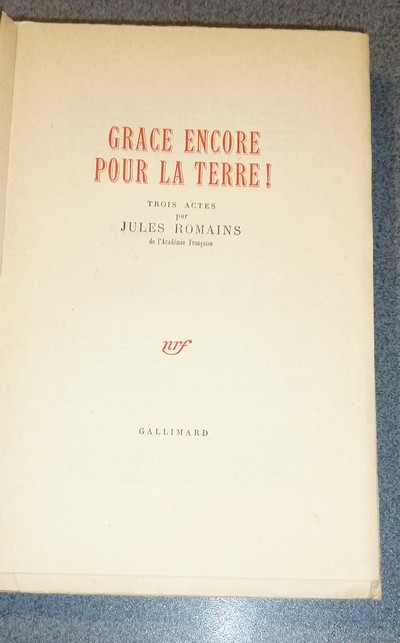 GRACE ENCORE
POUR LA TERRE!
TROIS ACTES
par
JULES ROMAINS
de l'Académie Française
nrf
GALLIMARD